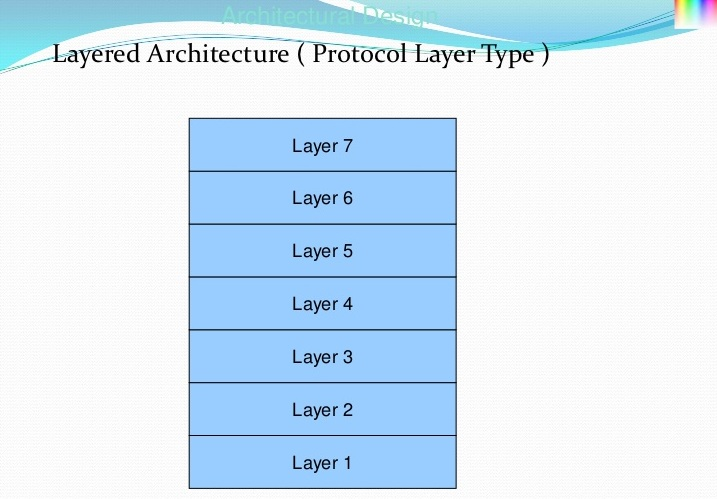 Architectural Design
Layered Architecture ( Protocol Layer Type )
Layer 7
Layer 6
Layer 5
Layer 4
Layer 3
Layer 2
Layer 1